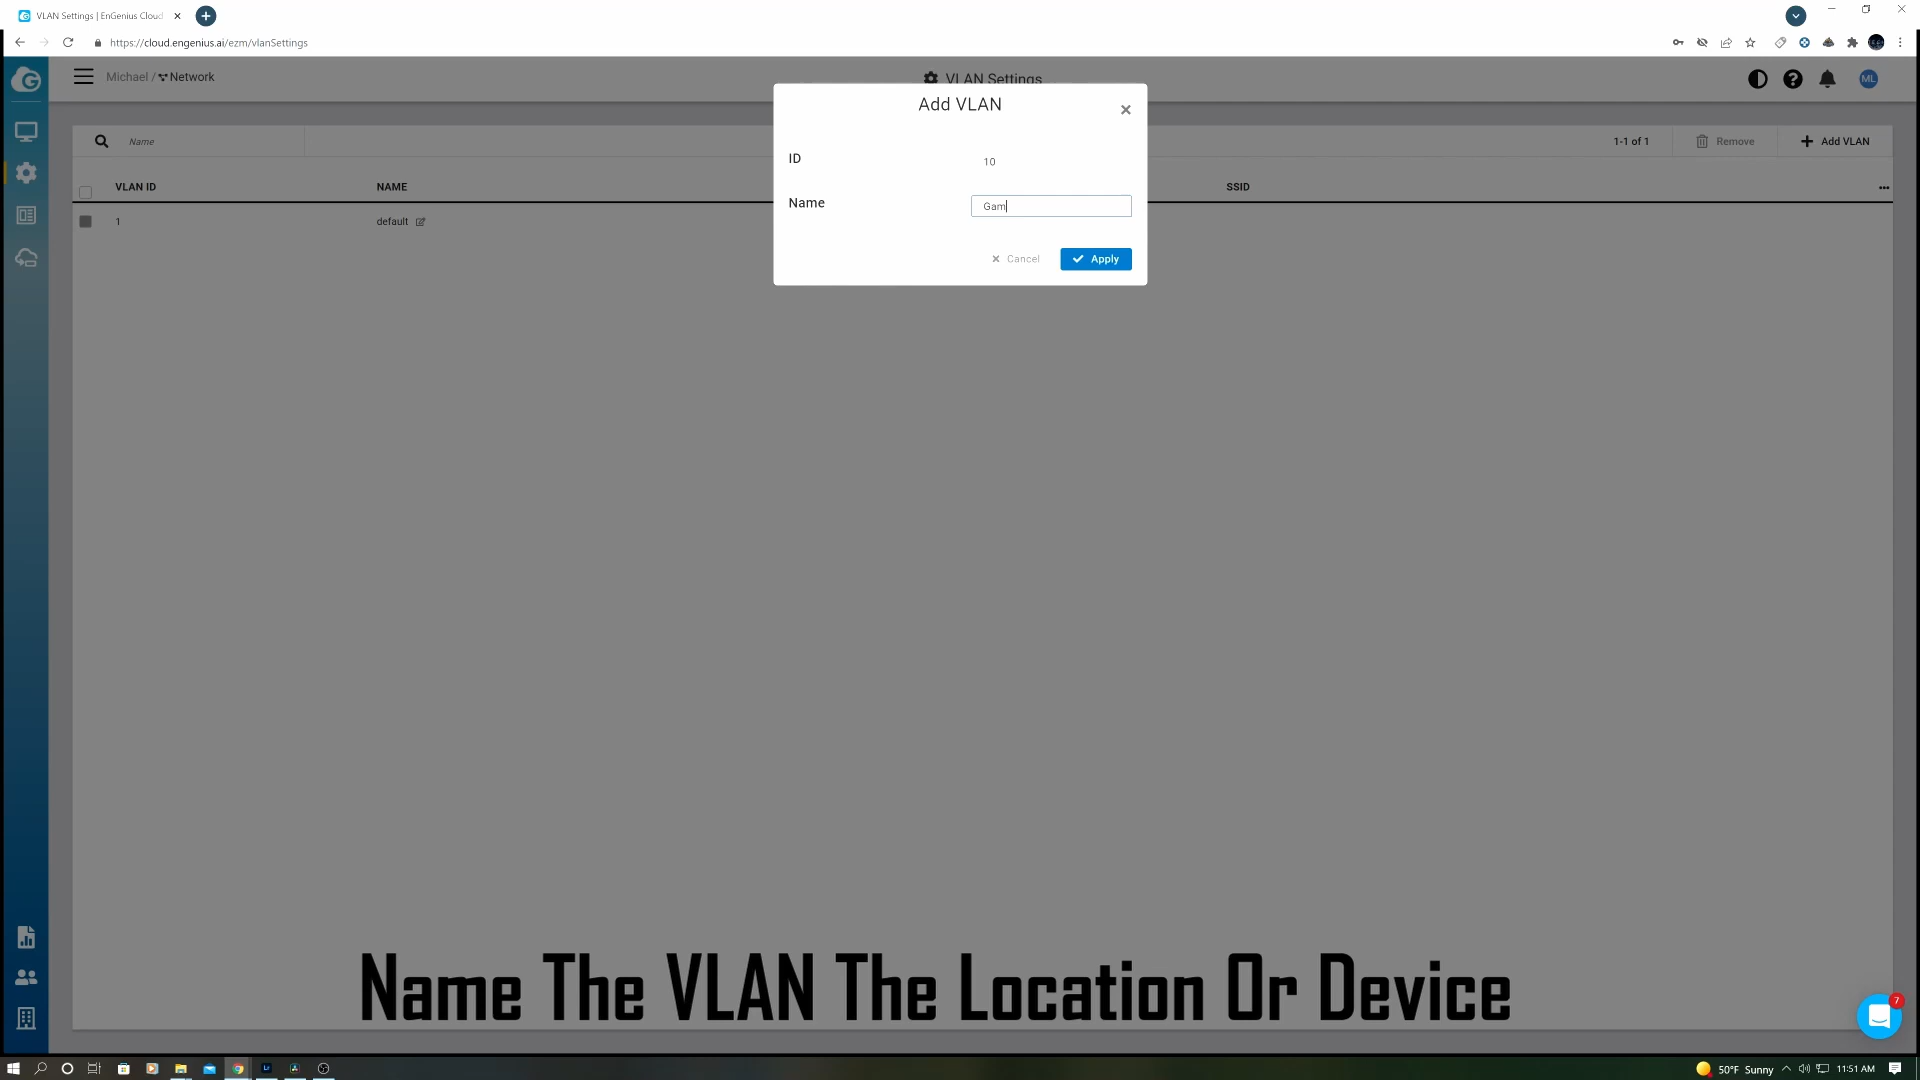 VLAN Settings | EnGenius Cloud
https://cloud.engenius.ai/ezm/vlanSettings
Michael / Network
VLAN Settings
ML
Add VLAN
ID
10
Name
Gam
Cancel
Apply
Name
1-1 of 1
Remove
Add VLAN
VLAN ID
NAME
SSID
1
default
Name The VLAN The Location Or Device
7
Lr
50°F Sunny
11:51 AM